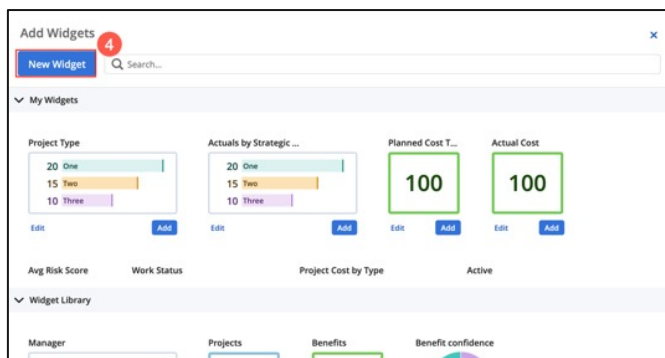 Add Widgets
4
New Widget
Search...
My Widgets
Project Type
Actuals by Strategic ...
Planned Cost T...
Actual Cost
20 One
15 Two
10 Three
20 One
15 Two
10 Three
100
100
Edit
Add
Edit
Add
Edit
Add
Edit
Add
Avg Risk Score
Work Status
Project Cost by Type
Active
Widget Library
Manager
Projects
Benefits
Benefit confidence